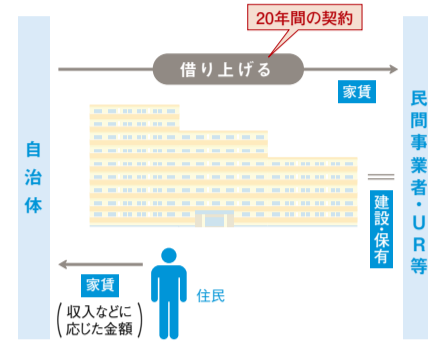 20年間の契約
借り上げる
家賃
自治体
民間事業者・UR等
建設・保有
家賃
(収入などに
応じた金額)
住民